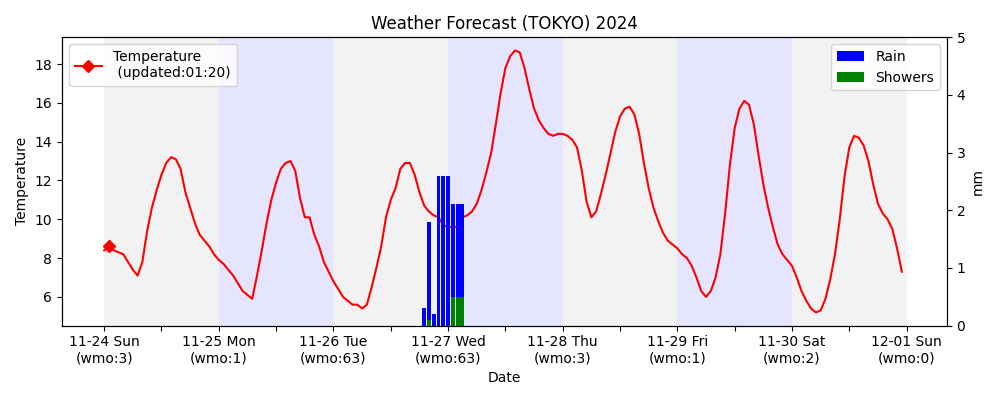 Weather Forecast (TOKYO) 2024
Temperature
(updated:01:20)
Rain
Showers
Temperature
18
16
14
12
10
8
6
5
4
3
2
1
0
mm
11-24 Sun
(wmo:3)
11-25 Mon
(wmo:1)
11-26 Tue
(wmo:63)
11-27 Wed
(wmo:63)
11-28 Thu
(wmo:3)
11-29 Fri
(wmo:1)
11-30 Sat
(wmo:2)
12-01 Sun
(wmo:0)
Date